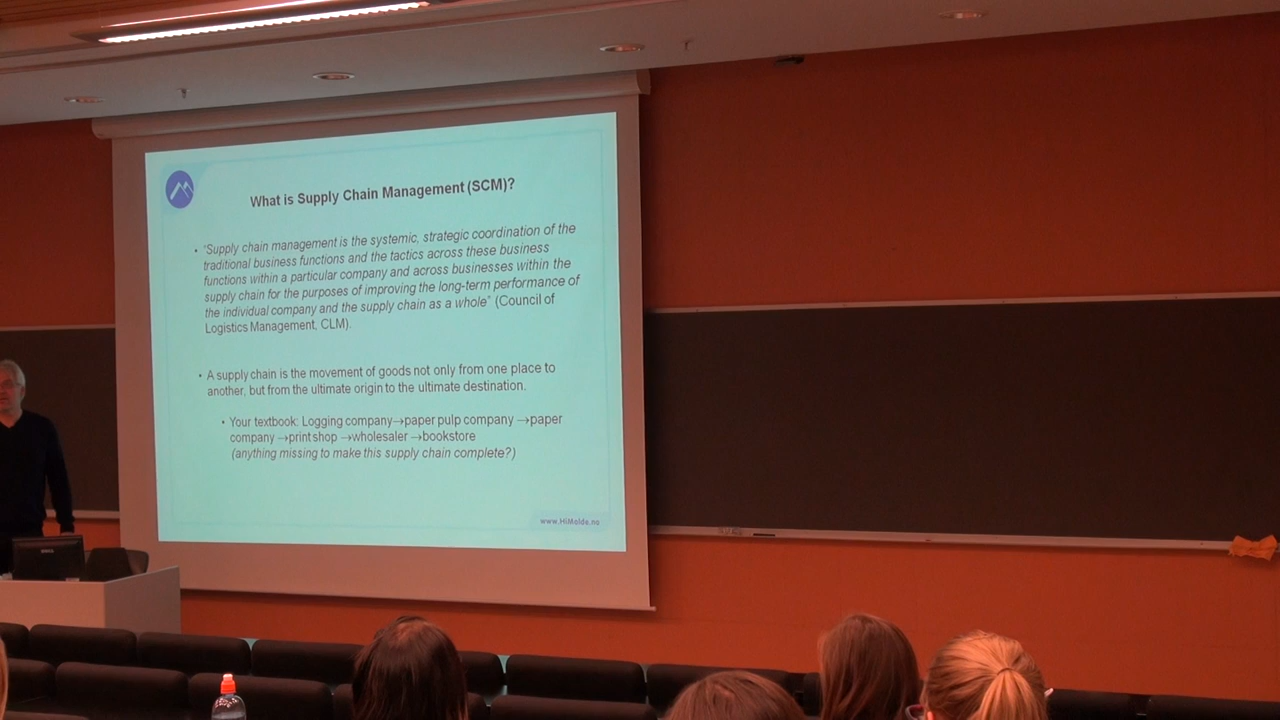 What is Supply Chain Management (SCM)?
• "Supply chain management is the systemic, strategic coordination of the
traditional business functions and the tactics across these business
functions within a particular company and across businesses within the
supply chain for the purposes of improving the long-term performance of
the individual company and the supply chain as a whole" (Council of
Logistics Management, CLM).
• A supply chain is the movement of goods not only from one place to
another, but from the ultimate origin to the ultimate destination.
• Your textbook: Logging company→paper pulp company →paper
company →print shop →wholesaler →bookstore
(anything missing to make this supply chain complete?)
www.HiMolde.no